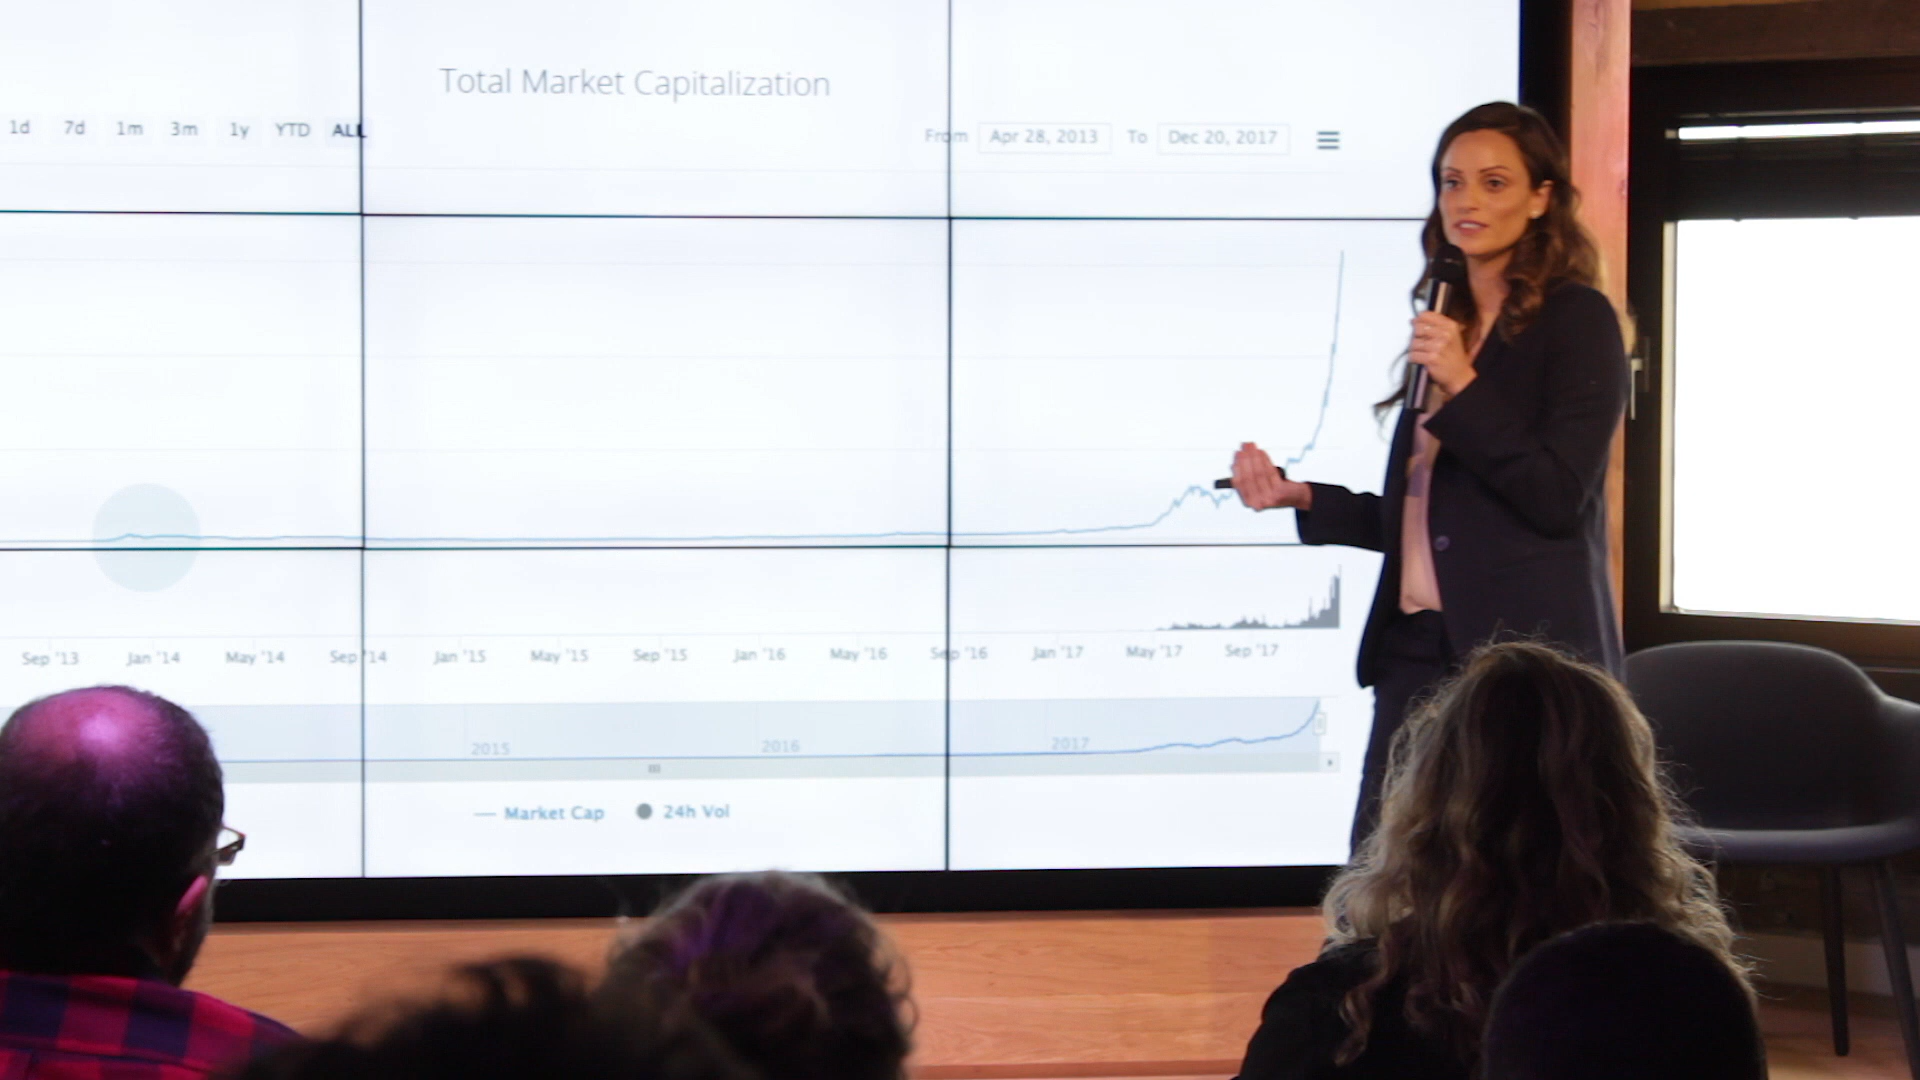 Total Market Capitalization
1d 7d 1m 3m 1y YTD ALL
From Apr 28, 2013 To Dec 20, 2017
Sep '13 Jan '14 May '14 Sep '14 Jan '15 May '15 Sep '15 Jan '16 May '16 Sep '16 Jan '17 May '17 Sep '17
2015 2016 2017
Market Cap 24h Vol